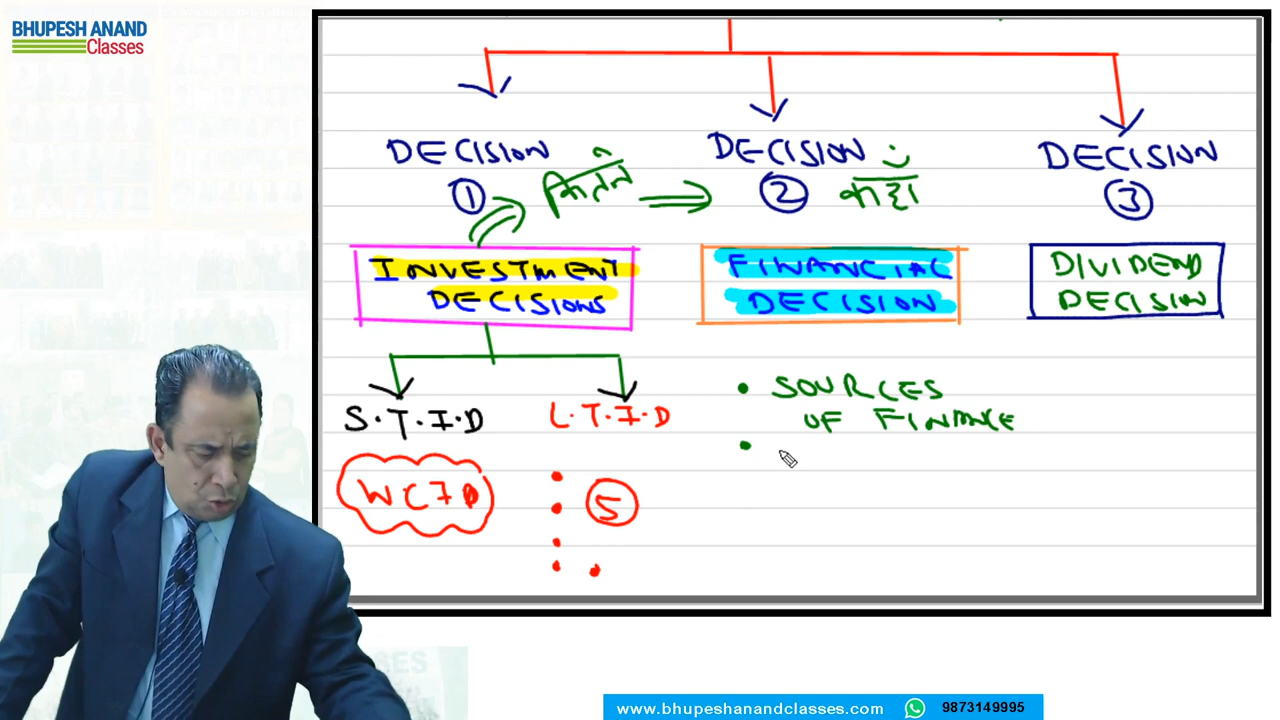 BHUPESH ANAND
Classes
DECISION
①
कितने
DECISION
②
कहाँ से
DECISION
③
INVESTMENT
DECISIONS
FINANCIAL
DECISION
DIVIDEND
DECISION
S.T.I.D
L.T.I.D
• SOURCES
OF FINANCE
•
⑤
www.bhupeshanandclasses.com
9873149995